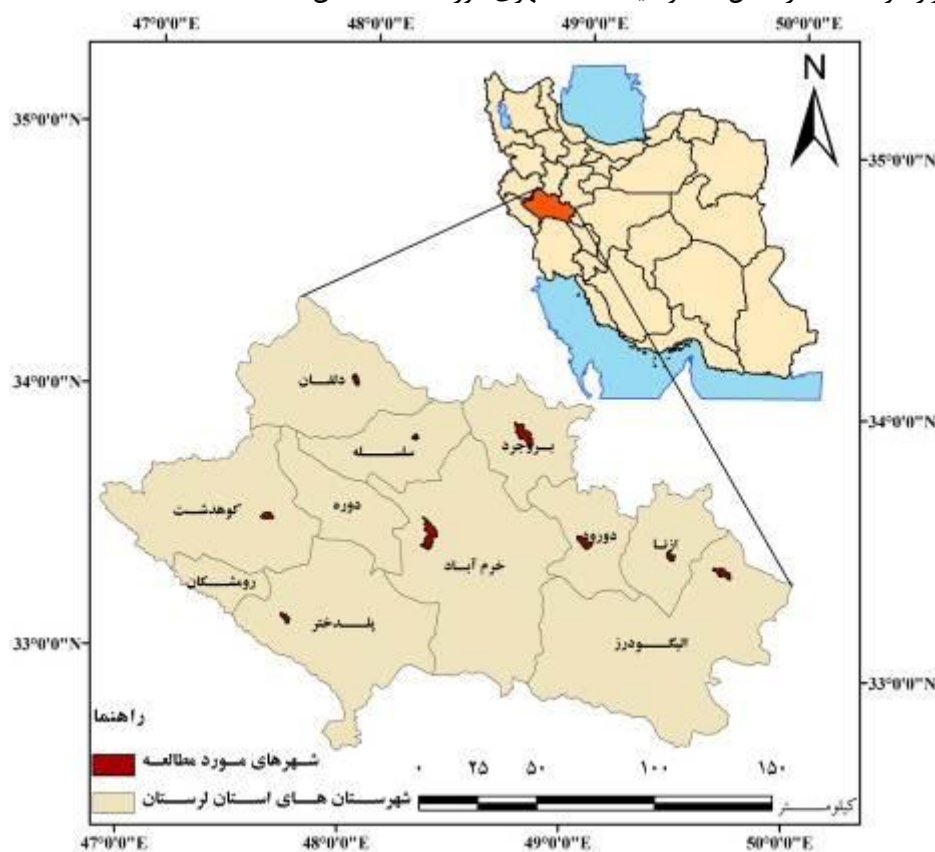 47°0'0"E 48°0'0"E 49°0'0"E 50°0'0"E
N
35°0'0"N
35°0'0"N
34°0'0"N
34°0'0"N
دلفان
سلسله
بروجرد
کوهدشت
دوره
خرم آباد
دورود
ازنا
رومشکان
پلدختر
الیگودرز
33°0'0"N
33°0'0"N
راهنما
شهرهای مورد مطالعه
شهرستان های استان لرستان
۰ ۲۵ ۵۰ ۱۰۰ ۱۵۰
کیلومتر
47°0'0"E 48°0'0"E 49°0'0"E 50°0'0"E